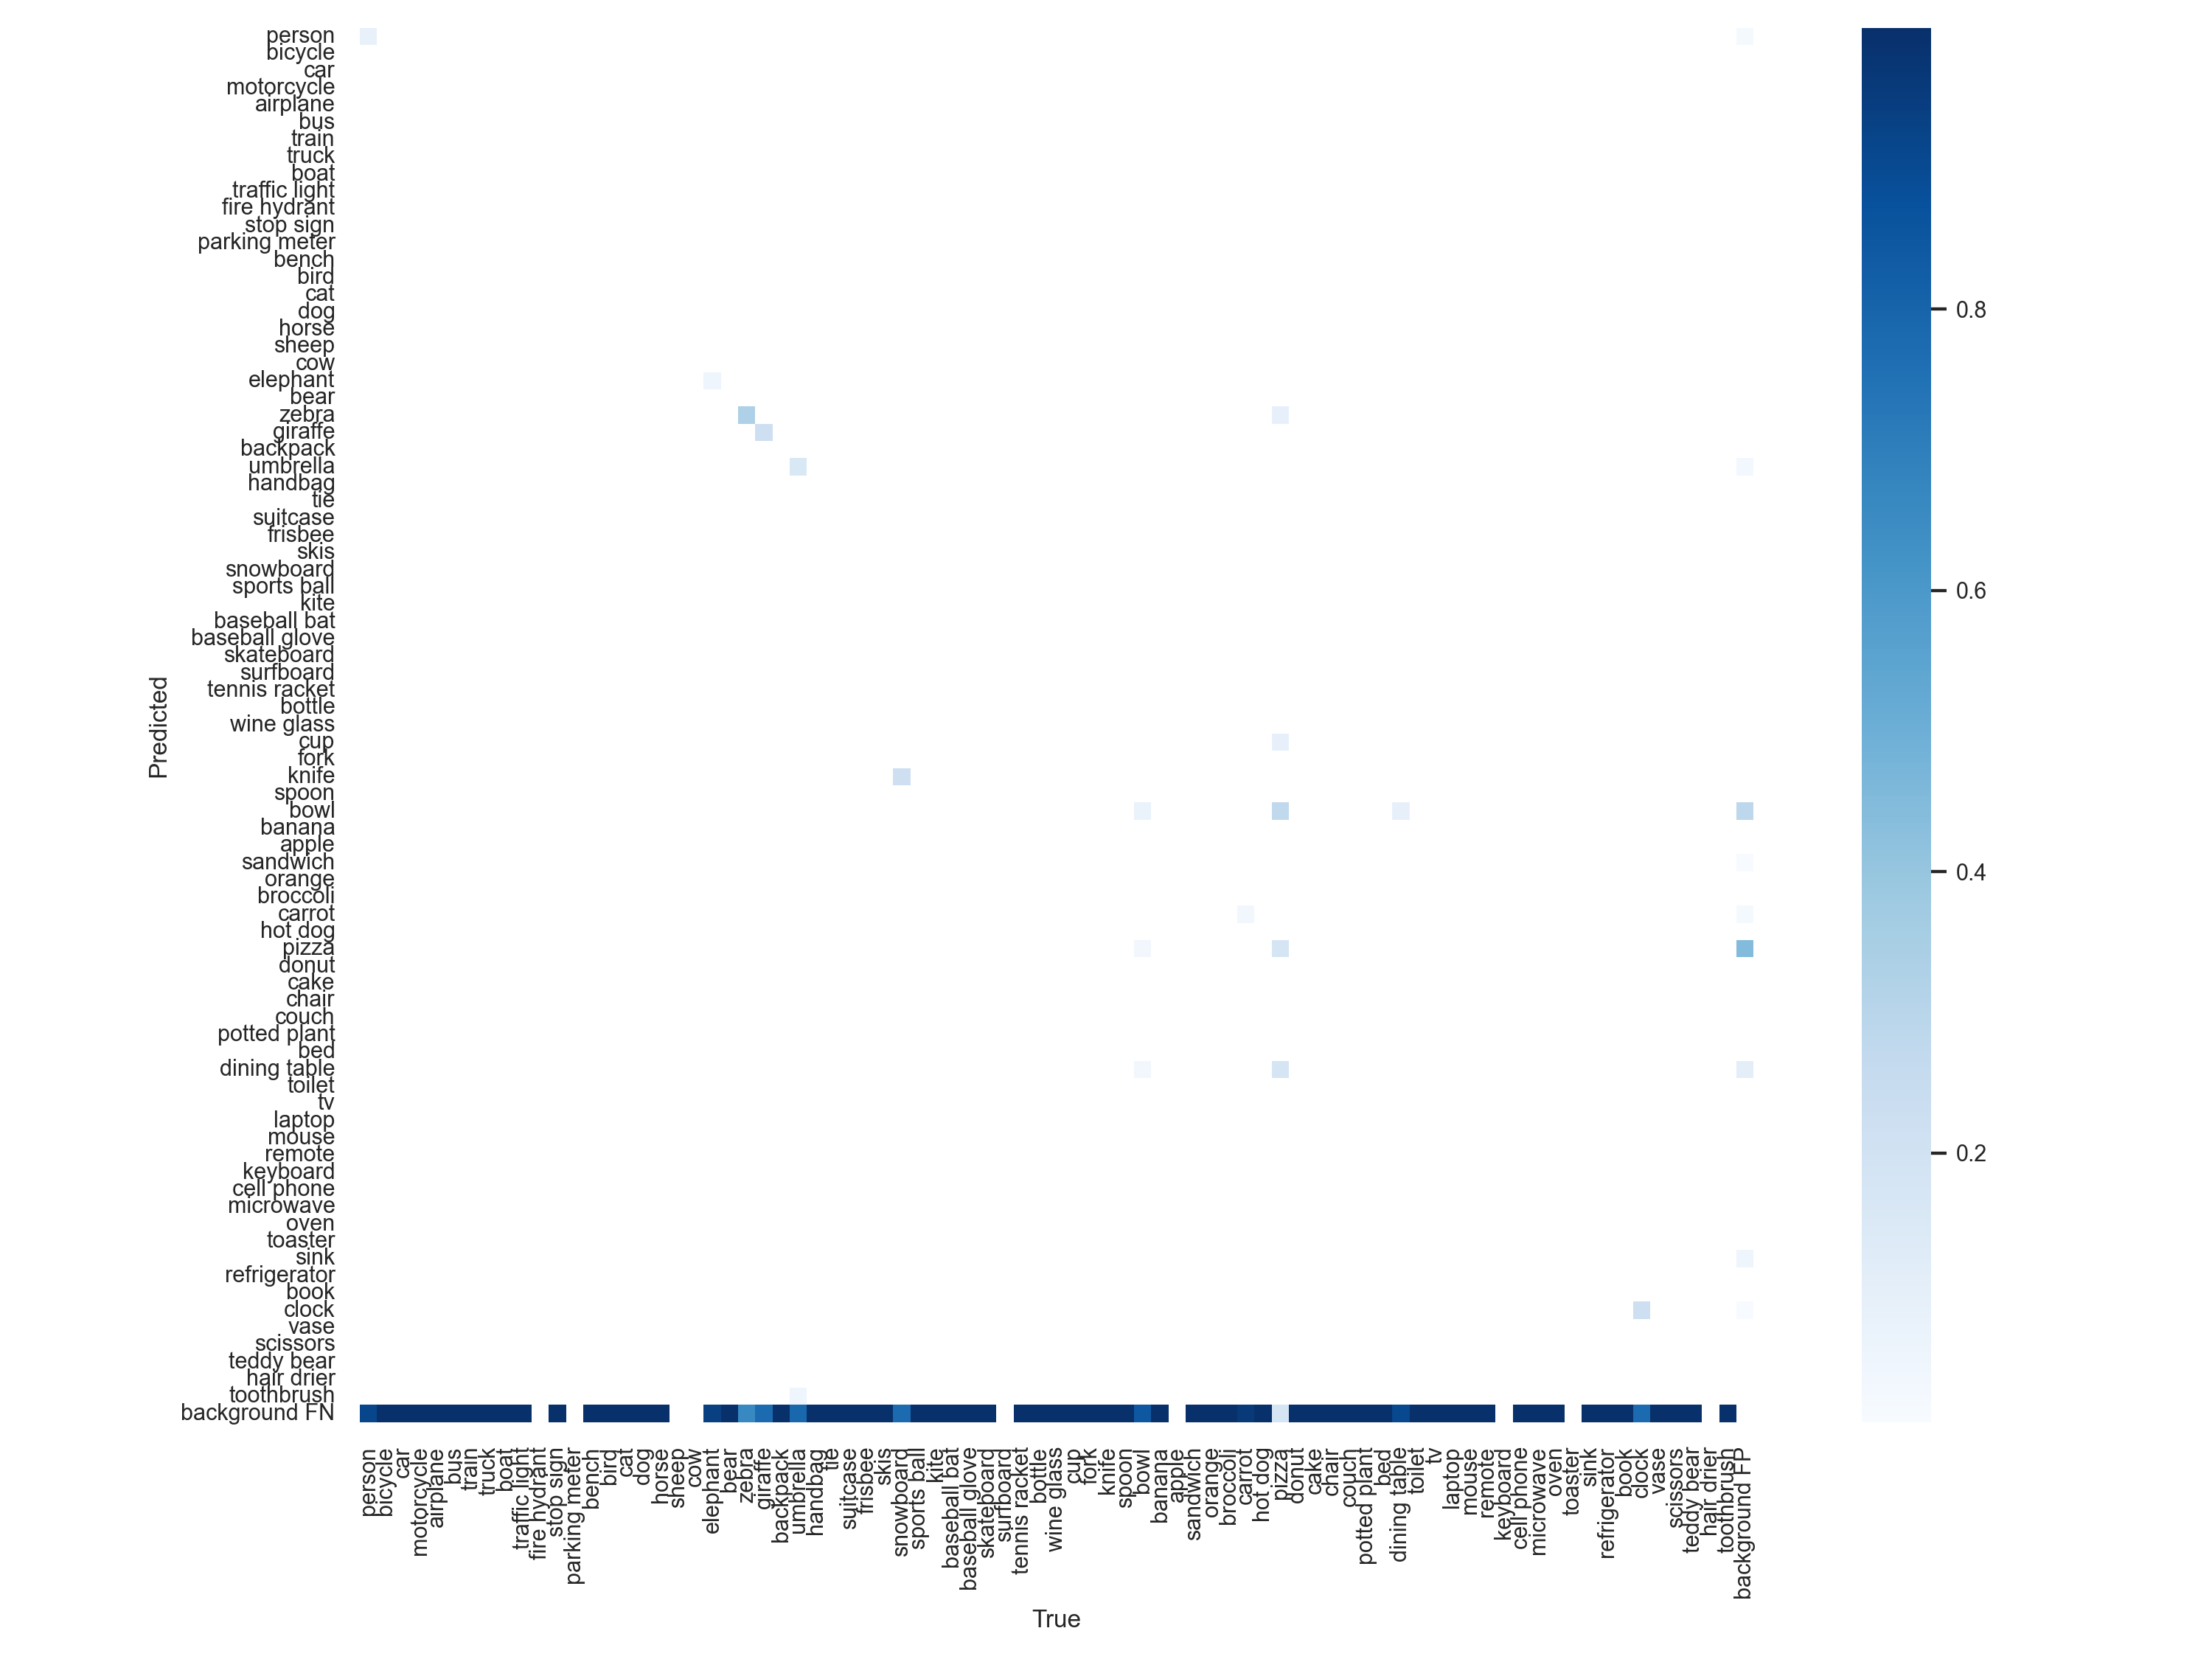 person
bicycle
car
motorcycle
airplane
bus
train
truck
boat
traffic light
fire hydrant
stop sign
parking meter
bench
bird
cat
dog
horse
sheep
cow
elephant
bear
zebra
giraffe
backpack
umbrella
handbag
tie
suitcase
frisbee
skis
snowboard
sports ball
kite
baseball bat
baseball glove
skateboard
surfboard
tennis racket
bottle
wine glass
cup
fork
knife
spoon
bowl
banana
apple
sandwich
orange
broccoli
carrot
hot dog
pizza
donut
cake
chair
couch
potted plant
bed
dining table
toilet
tv
laptop
mouse
remote
keyboard
cell phone
microwave
oven
toaster
sink
refrigerator
book
clock
vase
scissors
teddy bear
hair drier
toothbrush
background FN
Predicted
person
bicycle
car
motorcycle
airplane
bus
train
truck
boat
traffic light
fire hydrant
stop sign
parking meter
bench
bird
cat
dog
horse
sheep
cow
elephant
bear
zebra
giraffe
backpack
umbrella
handbag
tie
suitcase
frisbee
skis
snowboard
sports ball
kite
baseball bat
baseball glove
skateboard
surfboard
tennis racket
bottle
wine glass
cup
fork
knife
spoon
bowl
banana
apple
sandwich
orange
broccoli
carrot
hot dog
pizza
donut
cake
chair
couch
potted plant
bed
dining table
toilet
tv
laptop
mouse
remote
keyboard
cell phone
microwave
oven
toaster
sink
refrigerator
book
clock
vase
scissors
teddy bear
hair drier
toothbrush
background FP
True
0.8
0.6
0.4
0.2